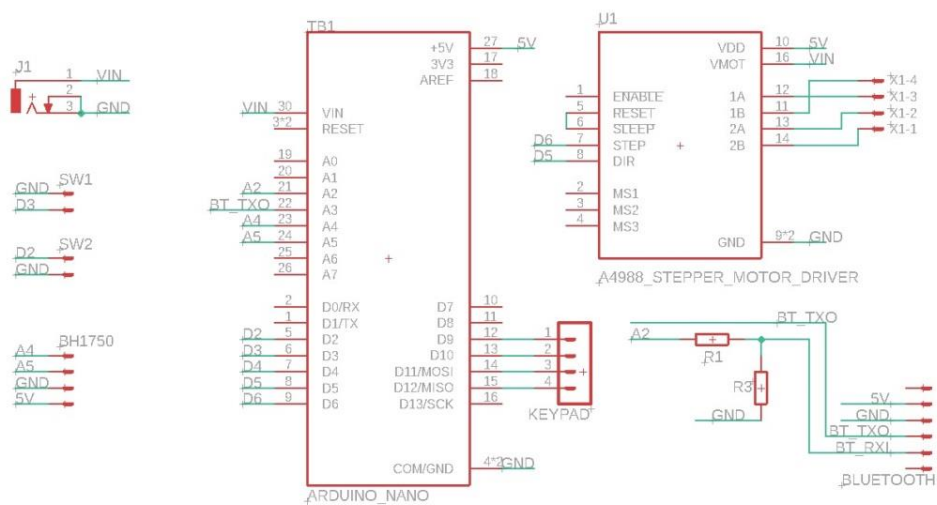 TB1
+5V 27 5V
3V3 17
AREF 18
VIN 30 VIN
3*2 RESET
19 A0
20 A1
A2 21 A2
BT_TXO 22 A3
A4 23 A4
A5 24 A5
25 A6
26 A7
2 D0/RX
1 D1/TX
D2 5 D2
D3 6 D3
D4 7 D4
D5 8 D5
D6 9 D6
D7 10
D8 11
D9 12
D10 13
D11/MOSI 14
D12/MISO 15
D13/SCK 16
COM/GND 4*2 GND
ARDUINO_NANO
1
2
3
4
KEYPAD
J1
1 VIN
2
3 GND
SW1
GND
D3
SW2
D2
GND
BH1750
A4
A5
GND
5V
U1
VDD 10 5V
VMOT 16 VIN
1A 12
1B 11
2A 13
2B 14
X1-4
X1-3
X1-2
X1-1
1 ENABLE
5 RESET
6 SLEEP
D6 7 STEP
D5 8 DIR
2 MS1
3 MS2
4 MS3
GND 9*2 GND
A4988_STEPPER_MOTOR_DRIVER
BT_TXO
A2
R1
R3
GND
5V
GND
BT_TXO
BT_RXI
BLUETOOTH